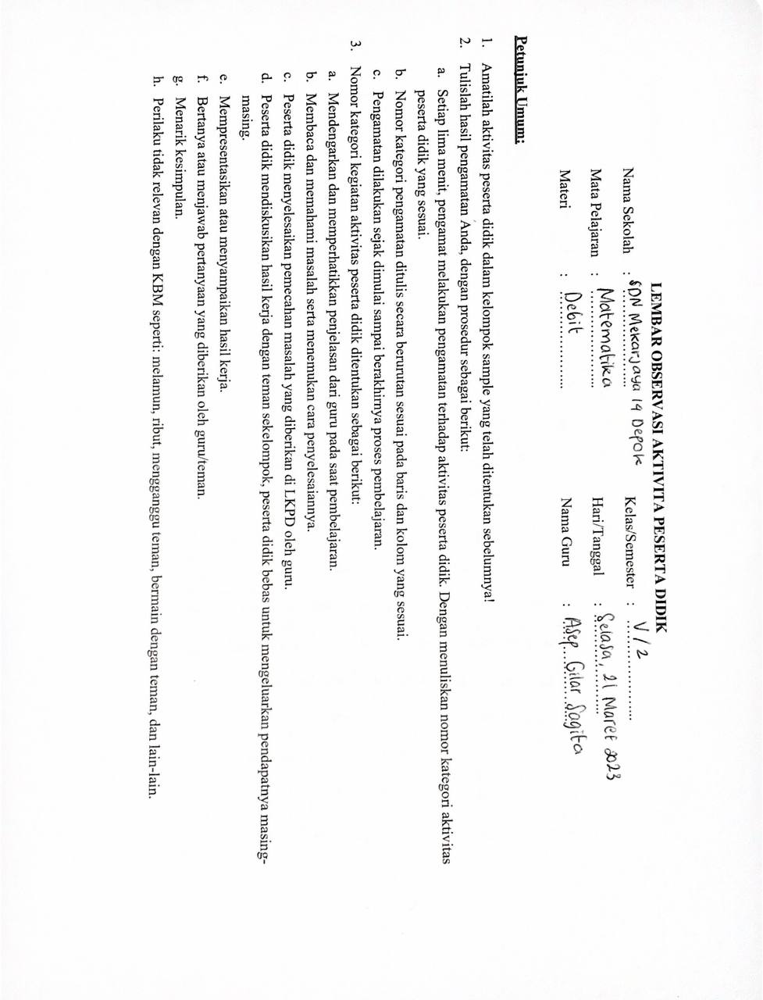 LEMBAR OBSERVASI AKTIVITA PESERTA DIDIK
Nama Sekolah : SDN Mekarjaya 19 Depok Kelas/Semester : V/2
Mata Pelajaran : Matematika Hari/Tanggal : Selasa, 21 Maret 2023
Materi : Debit Nama Guru : Asep Gilar Sagita
Petunjuk Umum:
1. Amatilah aktivitas peserta didik dalam kelompok sample yang telah ditentukan sebelumnya!
2. Tulislah hasil pengamatan Anda, dengan prosedur sebagai berikut:
a. Setiap lima menit, pengamat melakukan pengamatan terhadap aktivitas peserta didik. Dengan menuliskan nomor kategori aktivitas
peserta didik yang sesuai.
b. Nomor kategori pengamatan ditulis secara berurutan sesuai pada baris dan kolom yang sesuai.
c. Pengamatan dilakukan sejak dimulai sampai berakhirnya proses pembelajaran.
3. Nomor kategori kegiatan aktivitas peserta didik ditentukan sebagai berikut:
a. Mendengarkan dan memperhatikkan penjelasan dari guru pada saat pembelajaran.
b. Membaca dan memahami masalah serta menemukan cara penyelesaiannya.
c. Peserta didik menyelesaikan pemecahan masalah yang diberikan di LKPD oleh guru.
d. Peserta didik mendiskusikan hasil kerja dengan teman sekelompok, peserta didik bebas untuk mengeluarkan pendapatnya masing-
masing.
e. Mempresentasikan atau menyampaikan hasil kerja.
f. Bertanya atau menjawab pertanyaan yang diberikan oleh guru/teman.
g. Menarik kesimpulan.
h. Perilaku tidak relevan dengan KBM seperti: melamun, ribut, mengganggu teman, bermain dengan teman, dan lain-lain.